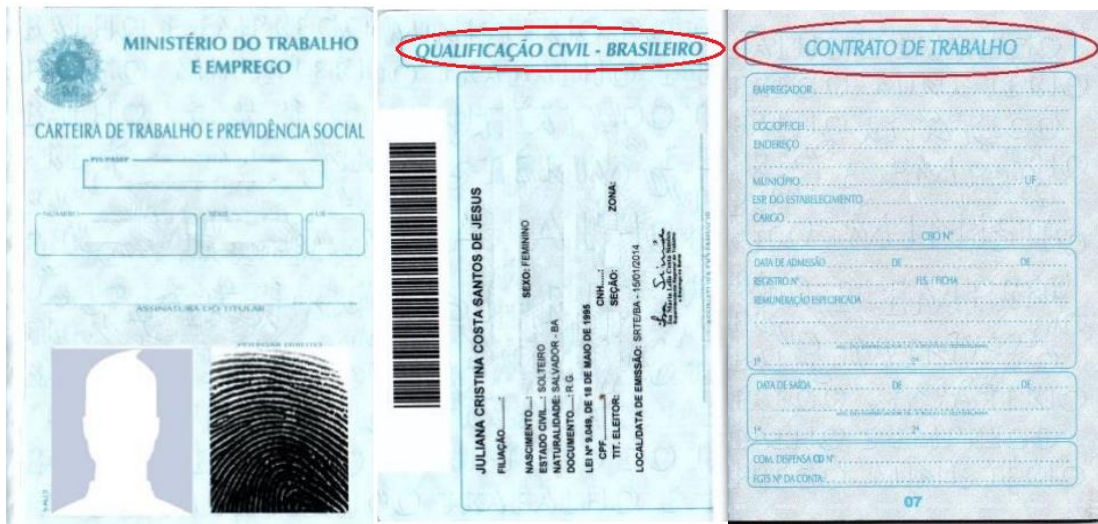 MINISTÉRIO DO TRABALHO
E EMPREGO
CARTEIRA DE TRABALHO E PREVIDÊNCIA SOCIAL
PIS/PASEP
NÚMERO
SÉRIE
UF
ASSINATURA DO TITULAR
POLEGAR DIREITO
QUALIFICAÇÃO CIVIL - BRASILEIRO
JULIANA CRISTINA COSTA SANTOS DE JESUS
FILIAÇÃO......:
NASCIMENTO....: SEXO: FEMININO
ESTADO CIVIL...: SOLTEIRO
NATURALIDADE: SALVADOR - BA
DOCUMENTO....: R.G.
LEI Nº 9.049, DE 18 DE MAIO DE 1995
CPF......: CNH.....:
TIT. ELEITOR: SEÇÃO: ZONA:
LOCAL/DATA DE EMISSÃO: SRTE/BA - 15/01/2014
CONTRATO DE TRABALHO
EMPREGADOR
CGC/CPF/CEI
ENDEREÇO
MUNICÍPIO UF
ESP. DO ESTABELECIMENTO
CARGO
CBO Nº
DATA DE ADMISSÃO DE DE
REGISTRO Nº FLS. / FICHA
REMUNERAÇÃO ESPECIFICADA
1º 2º
DATA DE SAÍDA DE DE
1º 2º
COM. DISPENSA CD Nº
FGTS Nº DA CONTA
07